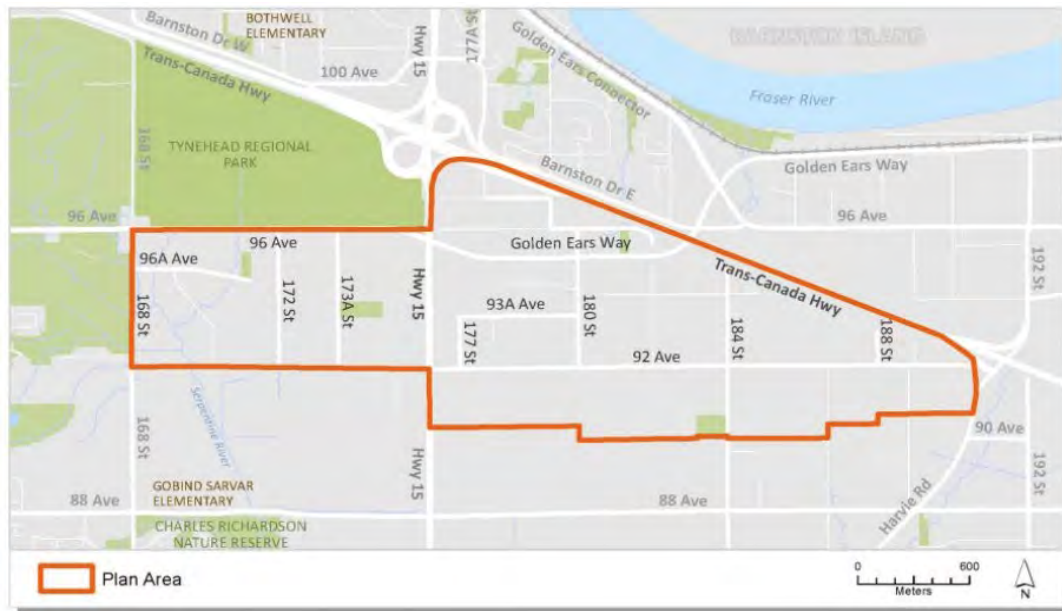 BOTHWELL
ELEMENTARY
Barnston Dr W
Trans-Canada Hwy
100 Ave
Hwy 15
177A St
Golden Ears Connector
BARNSTON ISLAND
Fraser River
168 St
TYNEHEAD REGIONAL
PARK
Barnston Dr E
Golden Ears Way
96 Ave
96 Ave
96 Ave
Golden Ears Way
96A Ave
Trans-Canada Hwy
192 St
168 St
172 St
173A St
Hwy 15
93A Ave
177 St
180 St
184 St
188 St
92 Ave
168 St
Serpentine River
Hwy 15
90 Ave
192 St
GOBIND SARVAR
ELEMENTARY
88 Ave
88 Ave
Harvie Rd
CHARLES RICHARDSON
NATURE RESERVE
Plan Area
0 600
Meters
N